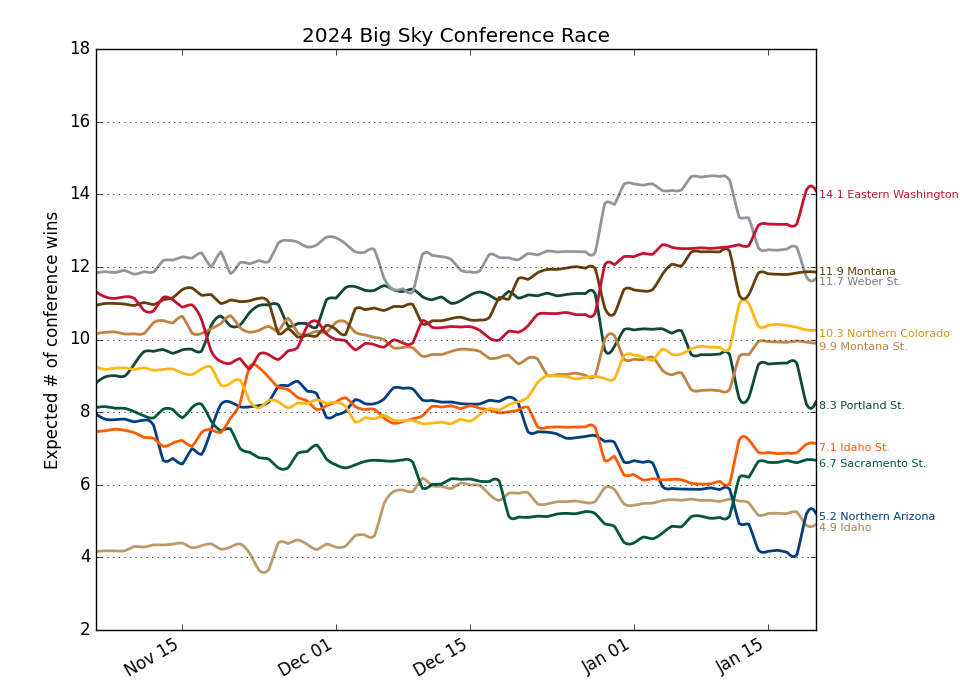 2024 Big Sky Conference Race
Expected # of conference wins
18
16
14
12
10
8
6
4
2
14.1 Eastern Washington
11.9 Montana
11.7 Weber St.
10.3 Northern Colorado
9.9 Montana St.
8.3 Portland St.
7.1 Idaho St.
6.7 Sacramento St.
5.2 Northern Arizona
4.9 Idaho
Nov 15
Dec 01
Dec 15
Jan 01
Jan 15